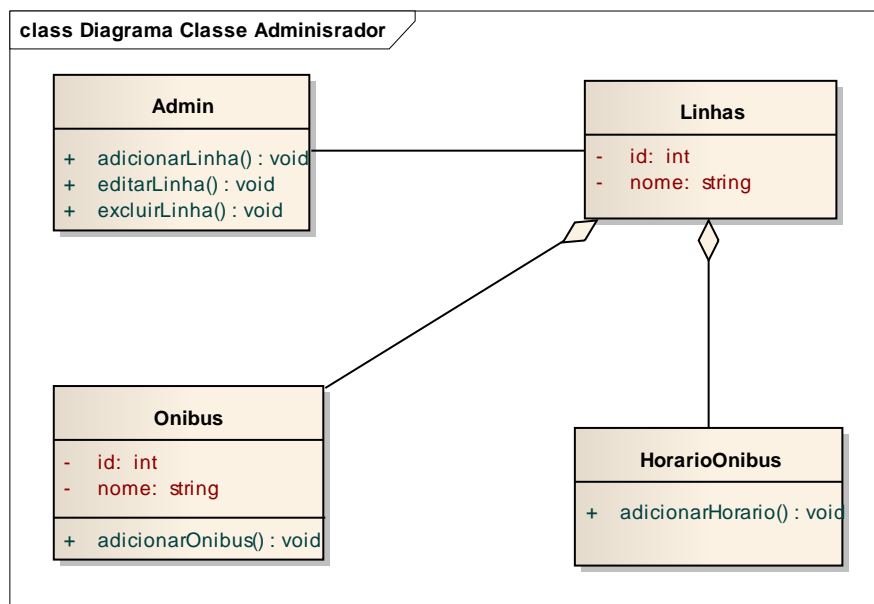 class Diagrama Classe Adminisrador
Admin
+ adicionarLinha() : void
+ editarLinha() : void
+ excluirLinha() : void
Linhas
- id: int
- nome: string
Onibus
- id: int
- nome: string
+ adicionarOnibus() : void
HorarioOnibus
+ adicionarHorario() : void